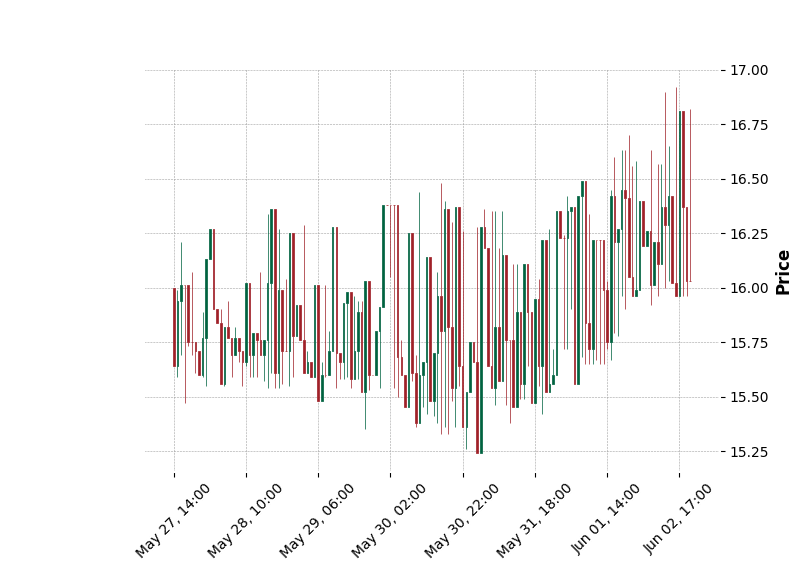 17.00
16.75
16.50
16.25
16.00
15.75
15.50
15.25
Price
May 27, 14:00
May 28, 10:00
May 29, 06:00
May 30, 02:00
May 30, 22:00
May 31, 18:00
Jun 01, 14:00
Jun 02, 17:00